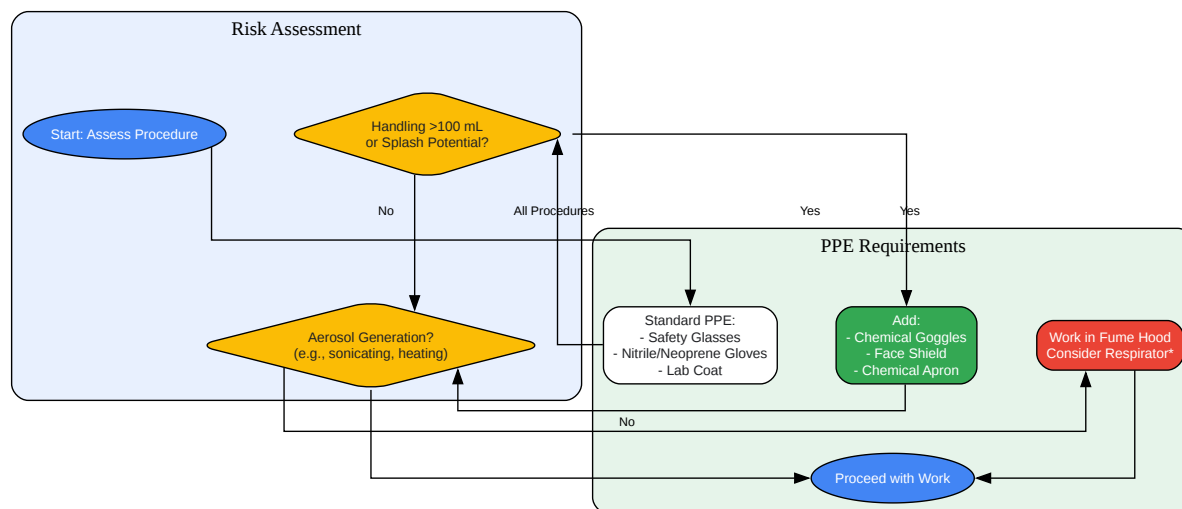 Risk Assessment
Start: Assess Procedure
Handling >100 mL
or Splash Potential?
No
All Procedures
Yes
Yes
PPE Requirements
Aerosol Generation?
(e.g., sonicating, heating)
Standard PPE:
- Safety Glasses
- Nitrile/Neoprene Gloves
- Lab Coat
Add:
- Chemical Goggles
- Face Shield
- Chemical Apron
Work in Fume Hood
Consider Respirator*
No
Proceed with Work